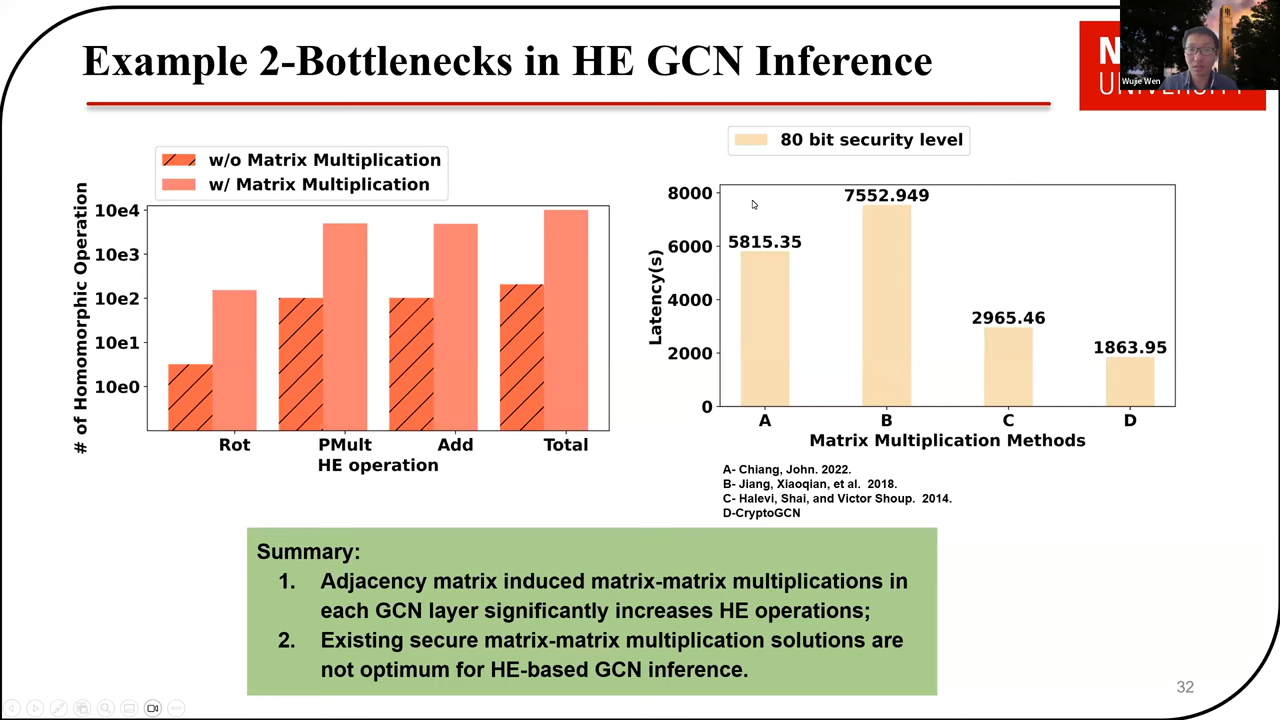 Example 2-Bottlenecks in HE GCN Inference
N
UNIVERSITY
Wujie Wen
w/o Matrix Multiplication
w/ Matrix Multiplication
# of Homomorphic Operation
10e4
10e3
10e2
10e1
10e0
Rot PMult Add Total
HE operation
80 bit security level
Latency(s)
8000
6000
4000
2000
0
5815.35
7552.949
2965.46
1863.95
A B C D
Matrix Multiplication Methods
A- Chiang, John. 2022.
B- Jiang, Xiaoqian, et al. 2018.
C- Halevi, Shai, and Victor Shoup. 2014.
D-CryptoGCN
Summary:
1. Adjacency matrix induced matrix-matrix multiplications in
each GCN layer significantly increases HE operations;
2. Existing secure matrix-matrix multiplication solutions are
not optimum for HE-based GCN inference.
32